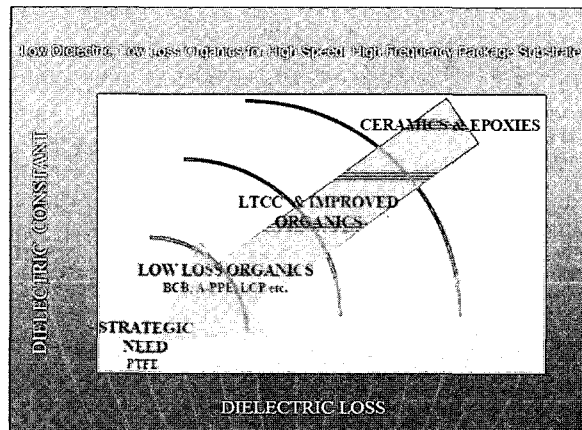 Low Dielectric, Low Loss Organics for High Speed, High Frequency Package Substrate
DIELECTRIC CONSTANT
CERAMICS & EPOXIES
LTCC & IMPROVED
ORGANICS
LOW LOSS ORGANICS
BCB, A-PPE, LCP etc.
STRATEGIC
NEED
PTFE
DIELECTRIC LOSS